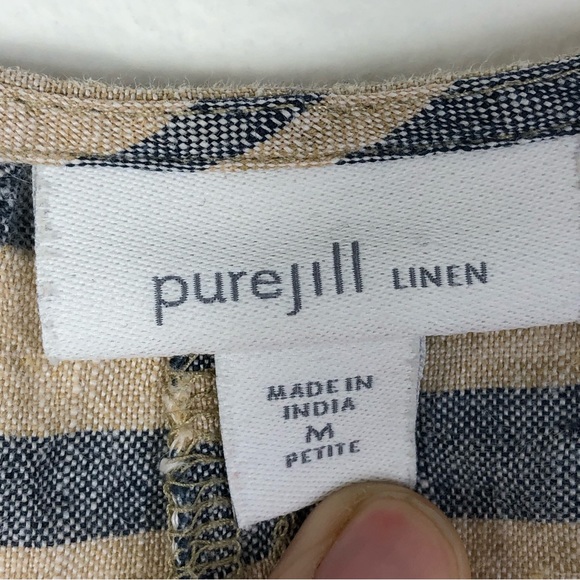 purejill LINEN
MADE IN
INDIA
M
PETITE